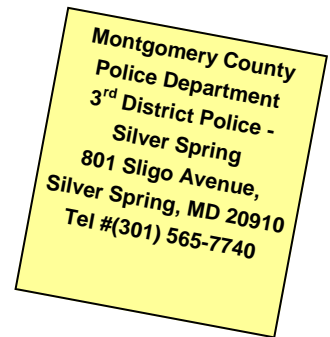 Montgomery County
Police Department
3rd District Police -
Silver Spring
801 Sligo Avenue,
Silver Spring, MD 20910
Tel #(301) 565-7740